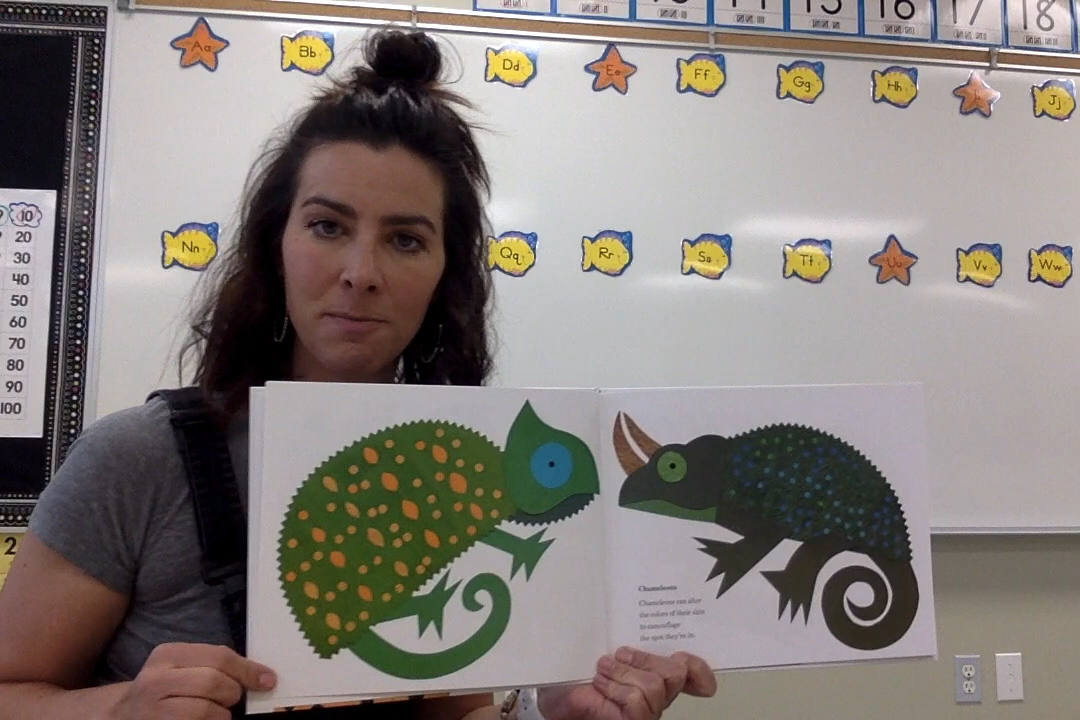 16 17 18
Aa Bb Dd Ee Ff Gg Hh Jj
Nn Qq Rr Ss Tt Uu Vv Ww
10
20
30
40
50
60
70
80
90
100
2
Chameleons
Chameleons can alter
the colors of their skin
to camouflage
the spot they're in.